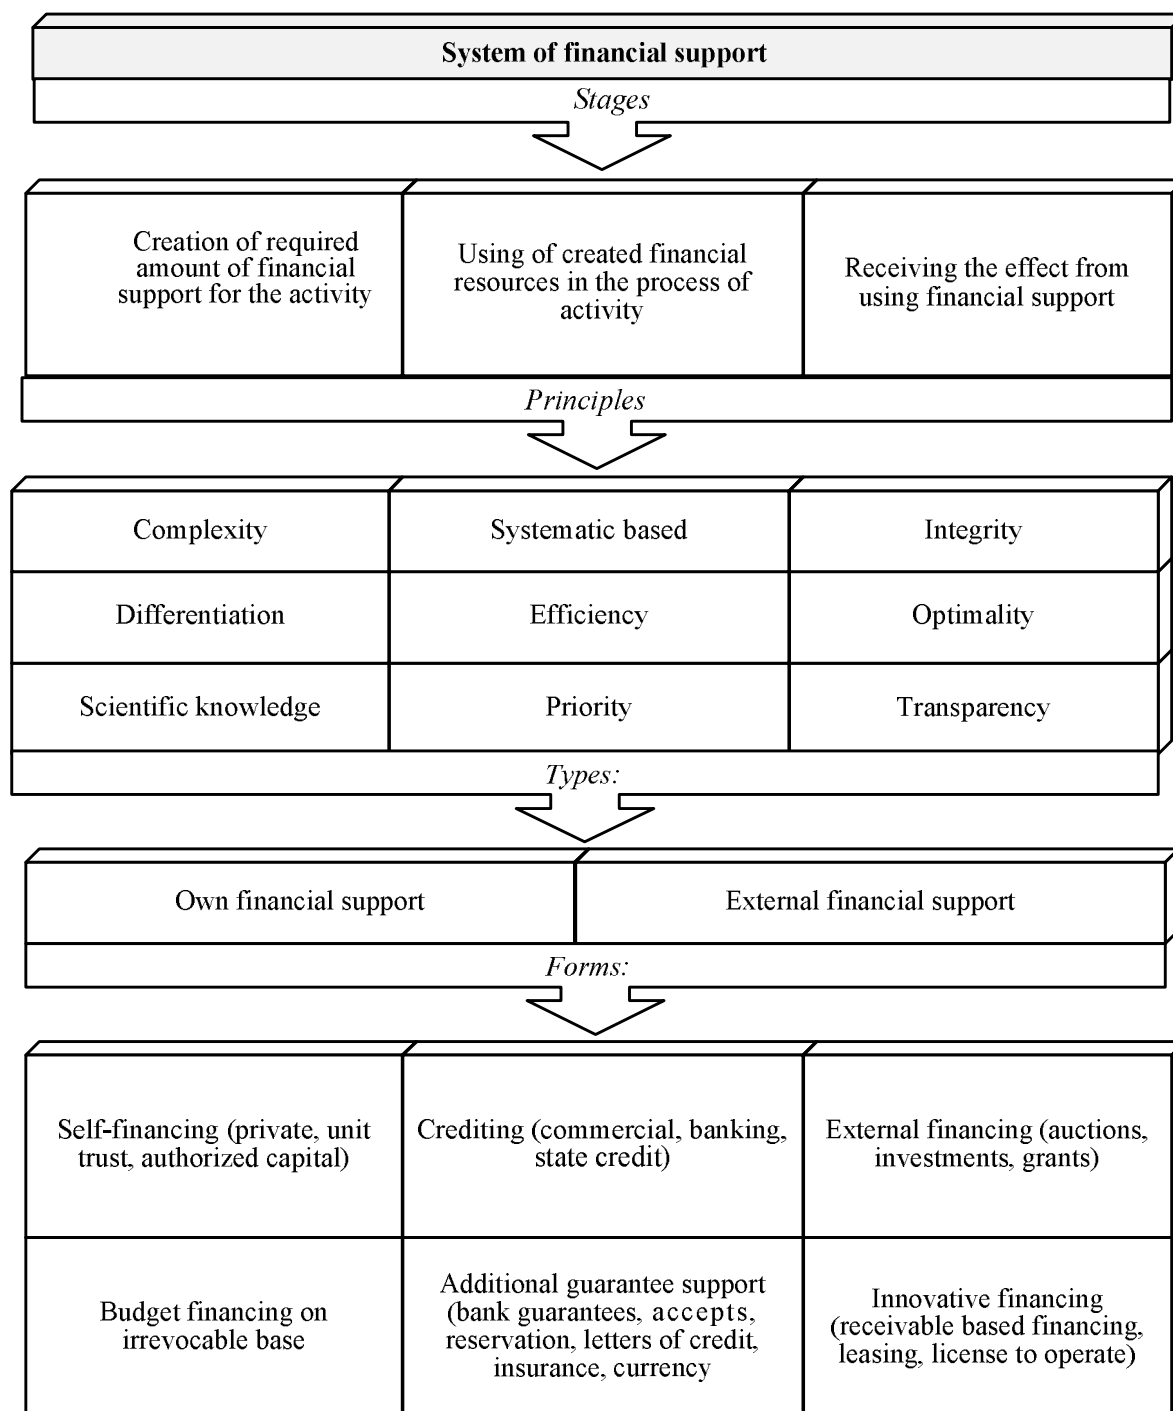 System of financial support
Stages
Creation of required
amount of financial
support for the activity
Using of created financial
resources in the process of
activity
Receiving the effect from
using financial support
Principles
Complexity
Systematic based
Integrity
Differentiation
Efficiency
Optimality
Scientific knowledge
Priority
Transparency
Types:
Own financial support
External financial support
Forms:
Self-financing (private, unit
trust, authorized capital)
Crediting (commercial, banking,
state credit)
External financing (auctions,
investments, grants)
Budget financing on
irrevocable base
Additional guarantee support
(bank guarantees, accepts,
reservation, letters of credit,
insurance, currency
Innovative financing
(receivable based financing,
leasing, license to operate)